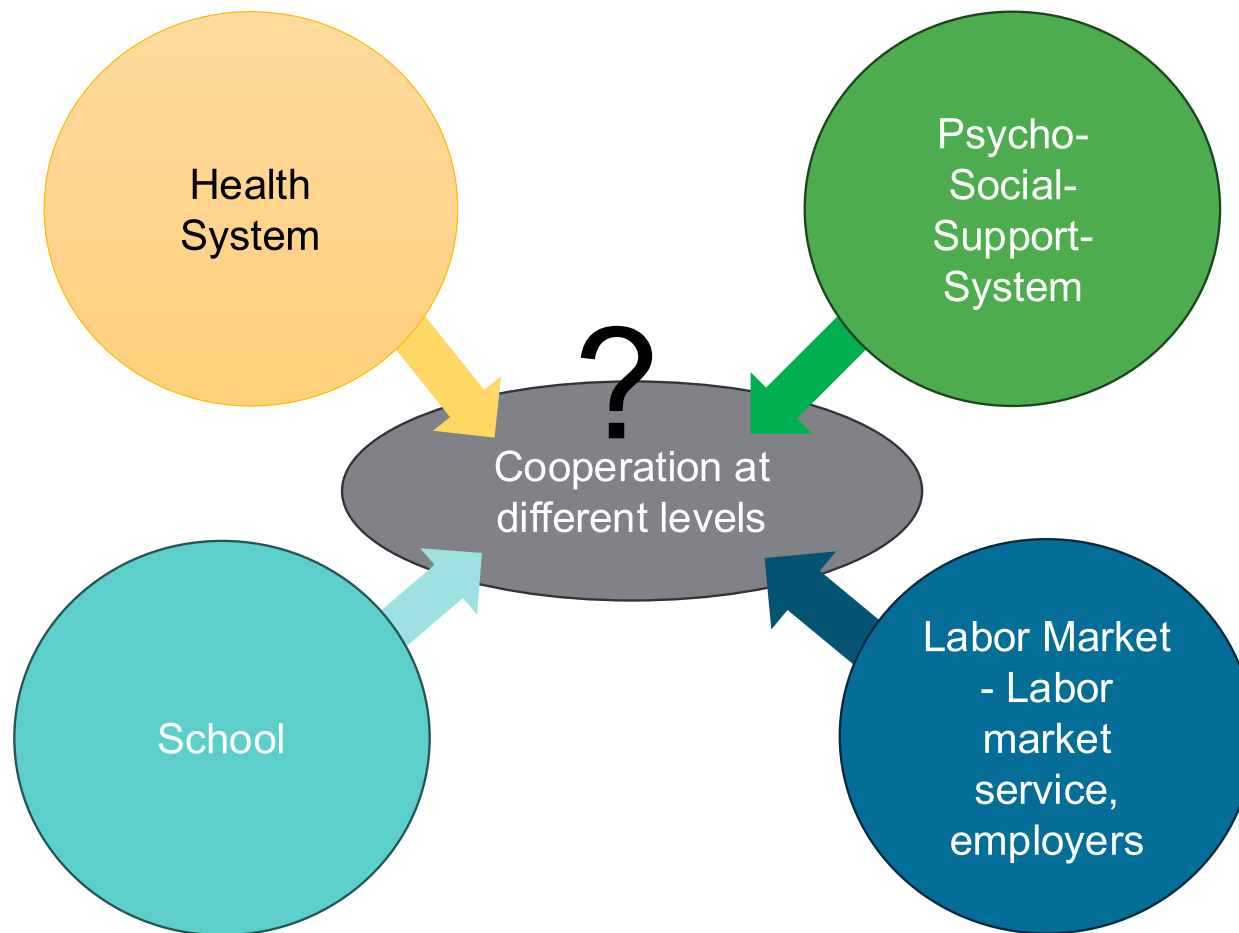 Health
System
Psycho-
Social-
Support-
System
?
Cooperation at
different levels
School
Labor Market
- Labor
market
service,
employers